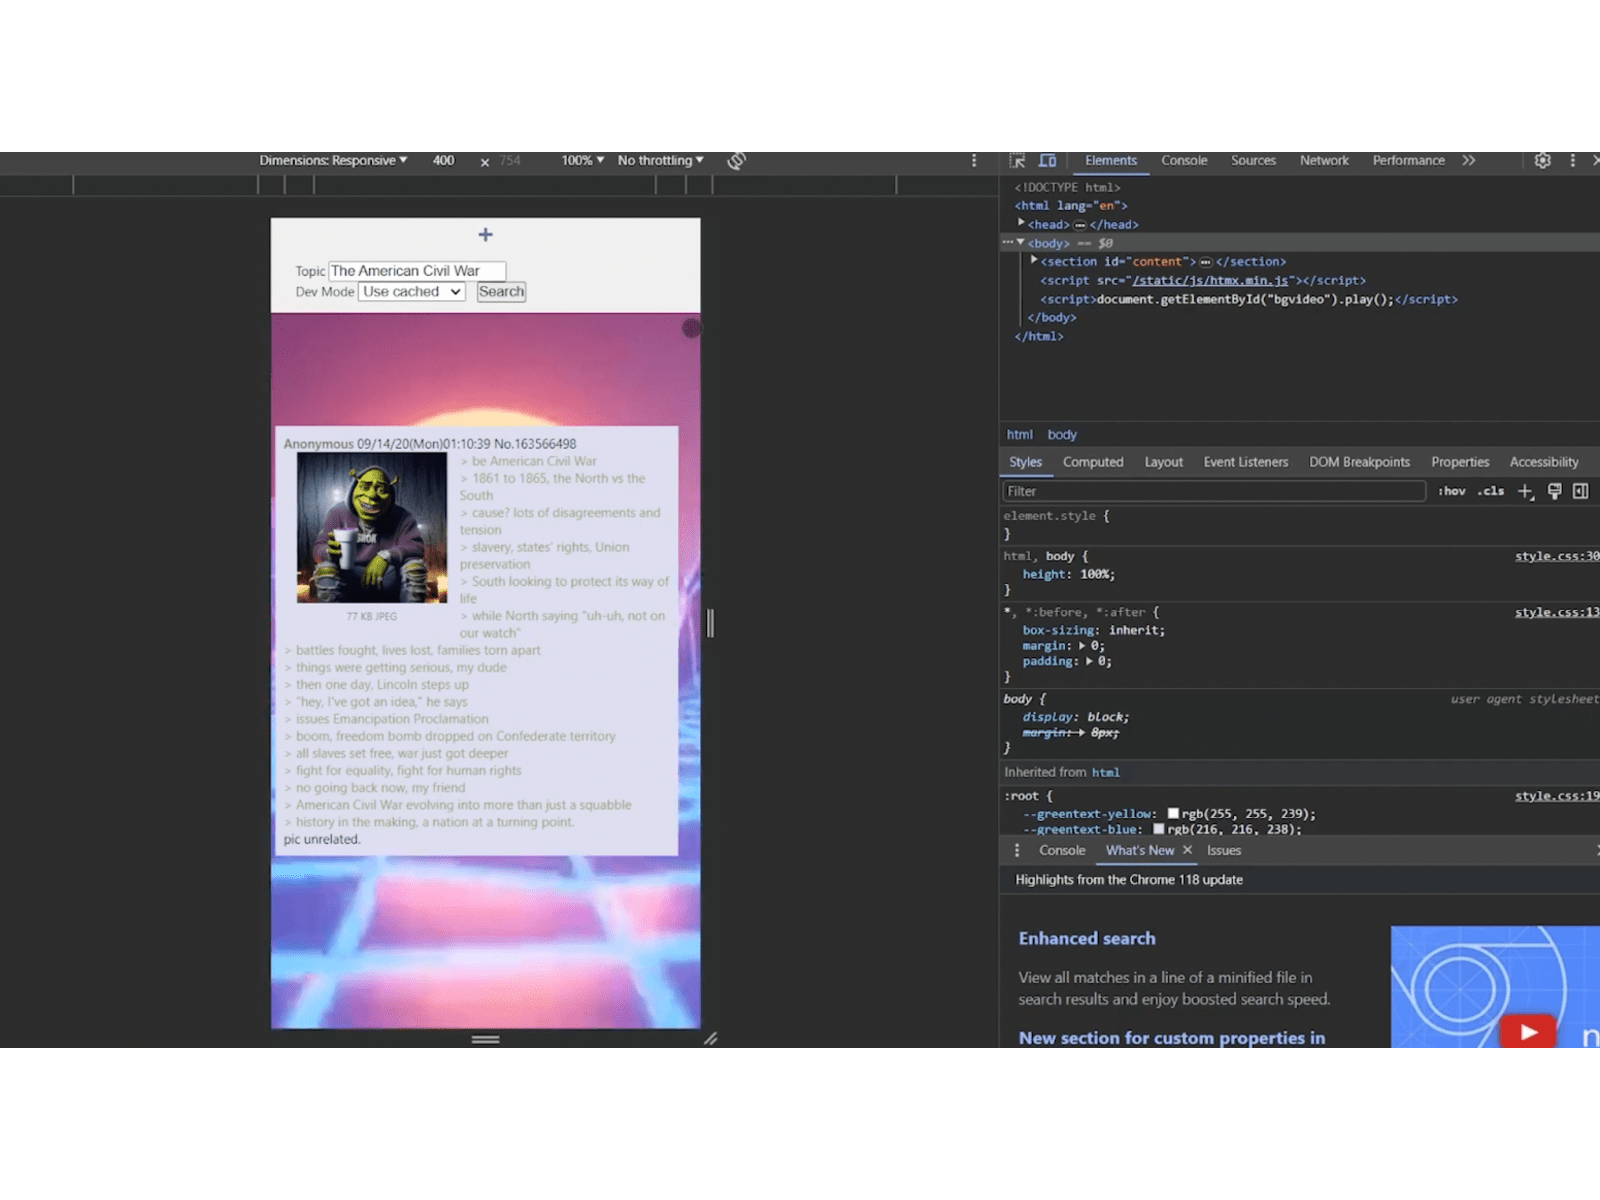 Dimensions: Responsive 400 × 754 100% No throttling
Elements Console Sources Network Performance
<!DOCTYPE html>
<html lang="en">
<head> ... </head>
<body> == $0
<section id="content"> ... </section>
<script src="/static/js/htmx.min.js"></script>
<script>document.getElementById("bgvideo").play();</script>
</body>
</html>
html body
Styles Computed Layout Event Listeners DOM Breakpoints Properties Accessibility
Filter :hov .cls
element.style {
}
html, body { style.css:30
height: 100%;
}
*, *:before, *:after { style.css:13
box-sizing: inherit;
margin: 0;
padding: 0;
}
body { user agent stylesheet
display: block;
margin: 8px;
}
Inherited from html
:root { style.css:19
--greentext-yellow: rgb(255, 255, 239);
--greentext-blue: rgb(216, 216, 238);
Console What's New Issues
Highlights from the Chrome 118 update
Enhanced search
View all matches in a line of a minified file in
search results and enjoy boosted search speed.
New section for custom properties in
+
Topic The American Civil War
Dev Mode Use cached Search
Anonymous 09/14/20(Mon)01:10:39 No.163566498
> be American Civil War
> 1861 to 1865, the North vs the
South
> cause? lots of disagreements and
tension
> slavery, states' rights, Union
preservation
> South looking to protect its way of
life
> while North saying "uh-uh, not on
our watch"
77 KB JPEG
> battles fought, lives lost, families torn apart
> things were getting serious, my dude
> then one day, Lincoln steps up
> "hey, I've got an idea," he says
> issues Emancipation Proclamation
> boom, freedom bomb dropped on Confederate territory
> all slaves set free, war just got deeper
> fight for equality, fight for human rights
> no going back now, my friend
> American Civil War evolving into more than just a squabble
> history in the making, a nation at a turning point.
pic unrelated.